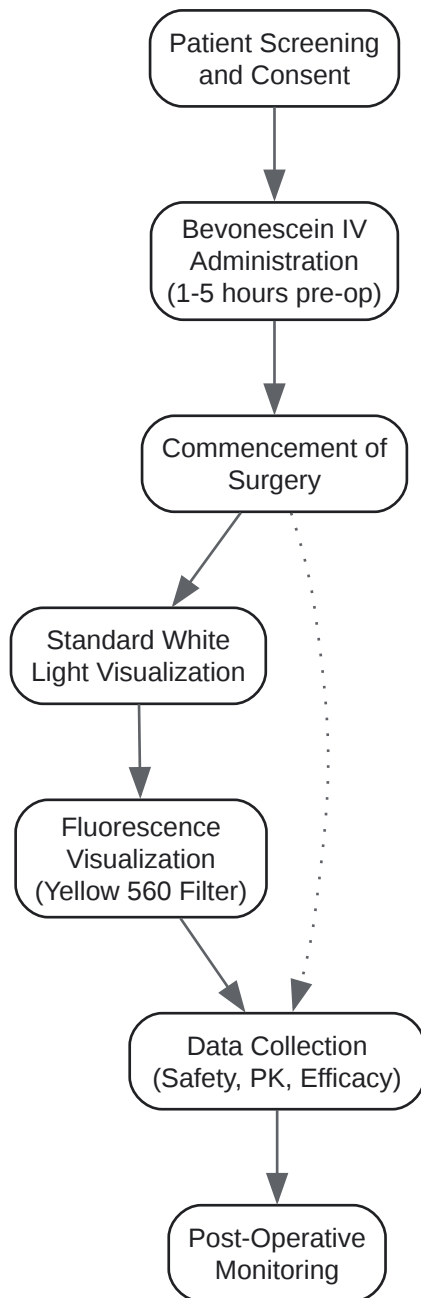 Patient Screening
and Consent
Bevonescein IV
Administration
(1-5 hours pre-op)
Commencement of
Surgery
Standard White
Light Visualization
Fluorescence
Visualization
(Yellow 560 Filter)
Data Collection
(Safety, PK, Efficacy)
Post-Operative
Monitoring